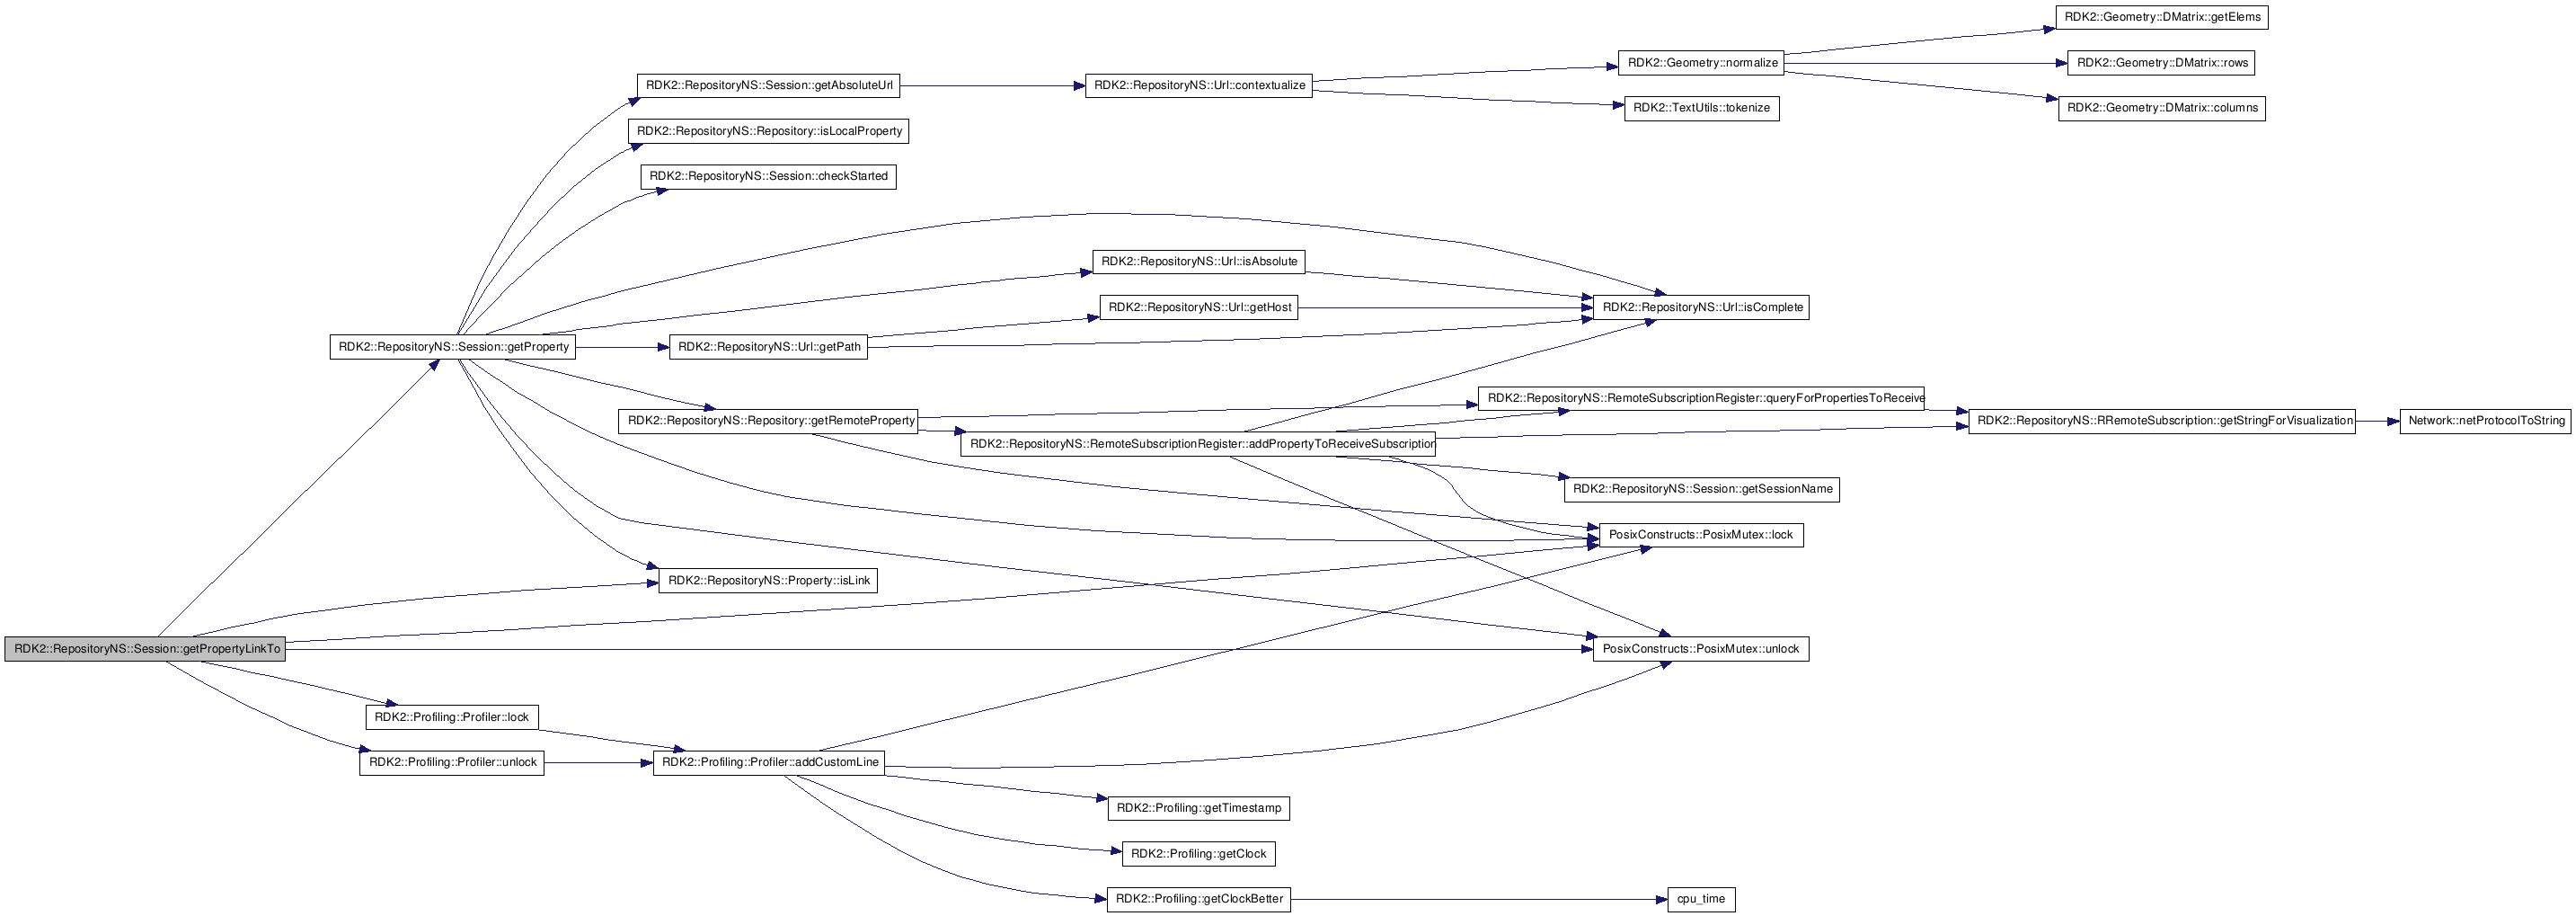 RDK2::Geometry::DMatrix::getElems
RDK2::Geometry::normalize
RDK2::Geometry::DMatrix::rows
RDK2::RepositoryNS::Session::getAbsoluteUrl
RDK2::RepositoryNS::Url::contextualize
RDK2::TextUtils::tokenize
RDK2::Geometry::DMatrix::columns
RDK2::RepositoryNS::Repository::isLocalProperty
RDK2::RepositoryNS::Session::checkStarted
RDK2::RepositoryNS::Url::isAbsolute
RDK2::RepositoryNS::Url::getHost
RDK2::RepositoryNS::Url::isComplete
RDK2::RepositoryNS::Session::getProperty
RDK2::RepositoryNS::Url::getPath
RDK2::RepositoryNS::RemoteSubscriptionRegister::queryForPropertiesToReceive
RDK2::RepositoryNS::Repository::getRemoteProperty
RDK2::RepositoryNS::RRemoteSubscription::getStringForVisualization
Network::netProtocolToString
RDK2::RepositoryNS::RemoteSubscriptionRegister::addPropertyToReceiveSubscription
RDK2::RepositoryNS::Session::getSessionName
PosixConstructs::PosixMutex::lock
RDK2::RepositoryNS::Property::isLink
RDK2::RepositoryNS::Session::getPropertyLinkTo
PosixConstructs::PosixMutex::unlock
RDK2::Profiling::Profiler::lock
RDK2::Profiling::Profiler::unlock
RDK2::Profiling::Profiler::addCustomLine
RDK2::Profiling::getTimestamp
RDK2::Profiling::getClock
RDK2::Profiling::getClockBetter
cpu_time